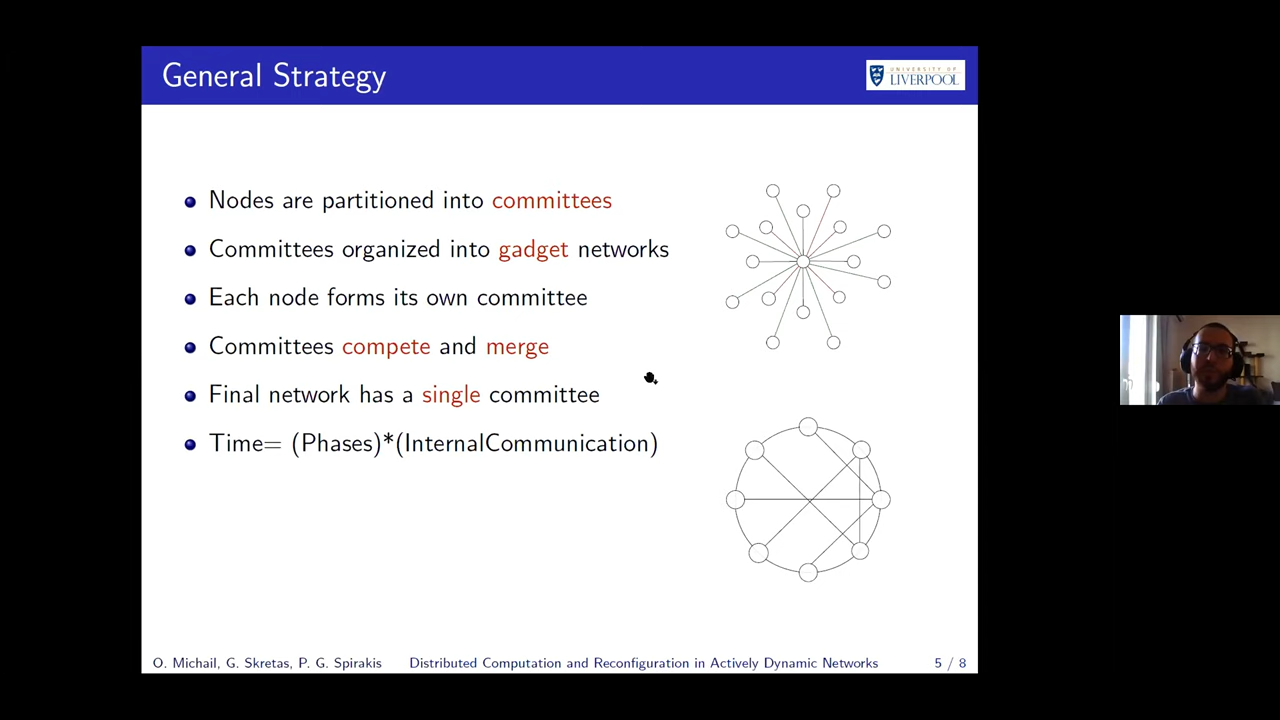 General Strategy
UNIVERSITY OF
LIVERPOOL
Nodes are partitioned into committees
Committees organized into gadget networks
Each node forms its own committee
Committees compete and merge
Final network has a single committee
Time= (Phases)*(InternalCommunication)
O. Michail, G. Skretas, P. G. Spirakis Distributed Computation and Reconfiguration in Actively Dynamic Networks 5 / 8